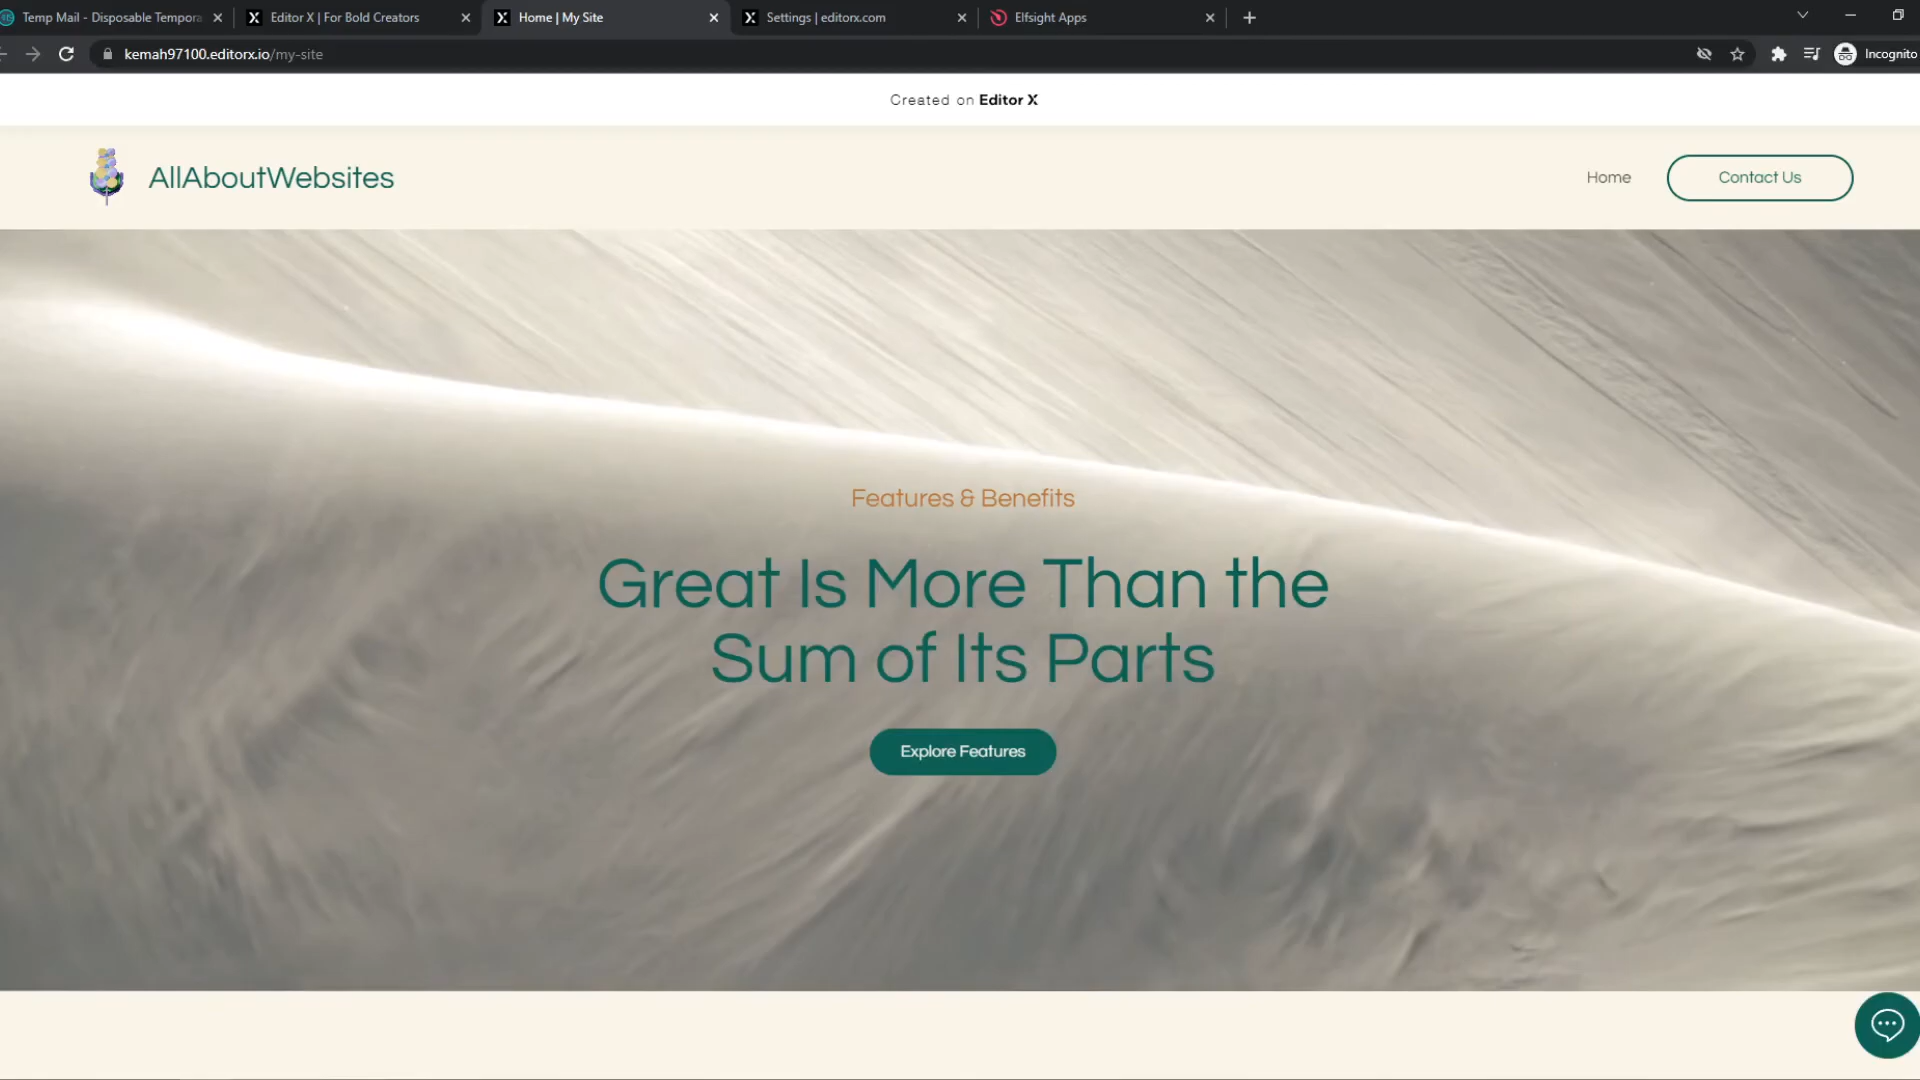 Temp Mail - Disposable Tempora
Editor X | For Bold Creators
Home | My Site
Settings | editorx.com
Elfsight Apps
kemah97100.editorx.io/my-site
Incognito
Created on Editor X
AllAboutWebsites
Home
Contact Us
Features & Benefits
Great Is More Than the
Sum of Its Parts
Explore Features